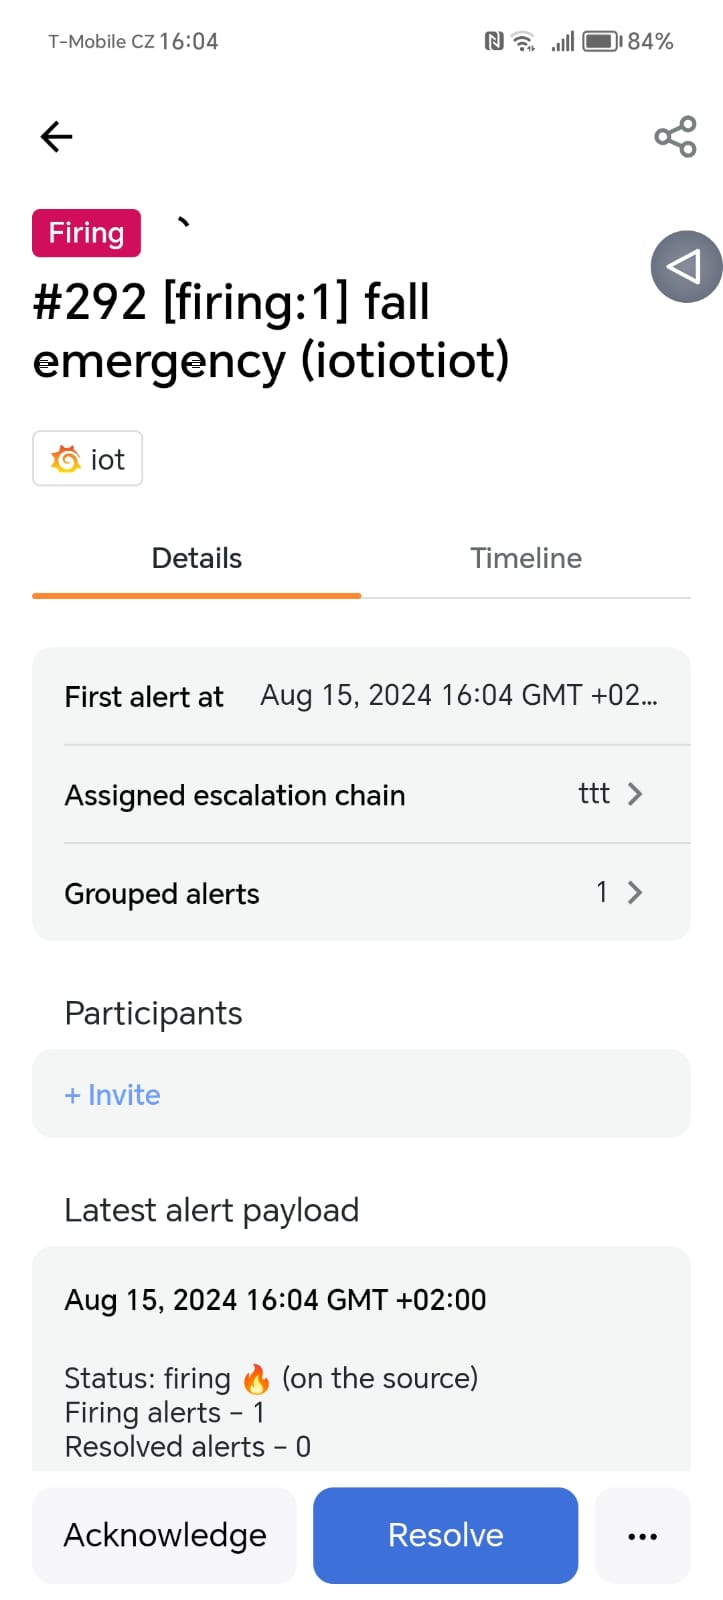 T-Mobile CZ 16:04 84%
Firing
#292 [firing:1] fall
emergency (iotiotiot)
iot
Details Timeline
First alert at Aug 15, 2024 16:04 GMT +02...
Assigned escalation chain ttt
Grouped alerts 1
Participants
+ Invite
Latest alert payload
Aug 15, 2024 16:04 GMT +02:00
Status: firing 🔥 (on the source)
Firing alerts – 1
Resolved alerts – 0
Acknowledge Resolve ...